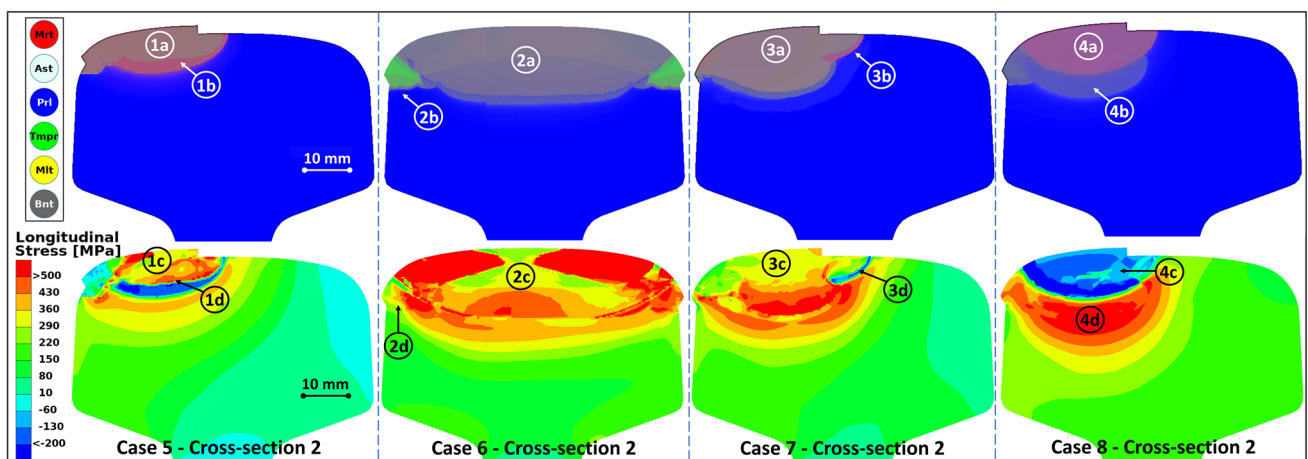 Mrt
Ast
Prl
Tmpr
Mlt
Bnt
1a
1b
10 mm
2a
2b
3a
3b
4a
4b
Longitudinal
Stress [MPa]
>500
430
360
290
220
150
80
10
-60
-130
<-200
1c
1d
10 mm
2c
2d
3c
3d
4c
4d
Case 5 - Cross-section 2
Case 6 - Cross-section 2
Case 7 - Cross-section 2
Case 8 - Cross-section 2